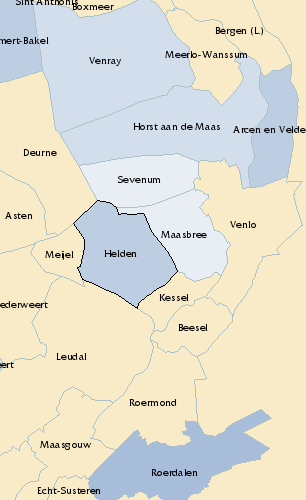 Sint Anthonis
Boxmeer
Bergen (L.)
mert-Bakel
Meerlo-Wanssum
Venray
Horst aan de Maas
Arcen en Velde
Deurne
Sevenum
Asten
Venlo
Maasbree
Meijel
Helden
Kessel
ederweert
Beesel
Leudal
ert
Roermond
Maasgouw
Roerdalen
Echt-Susteren